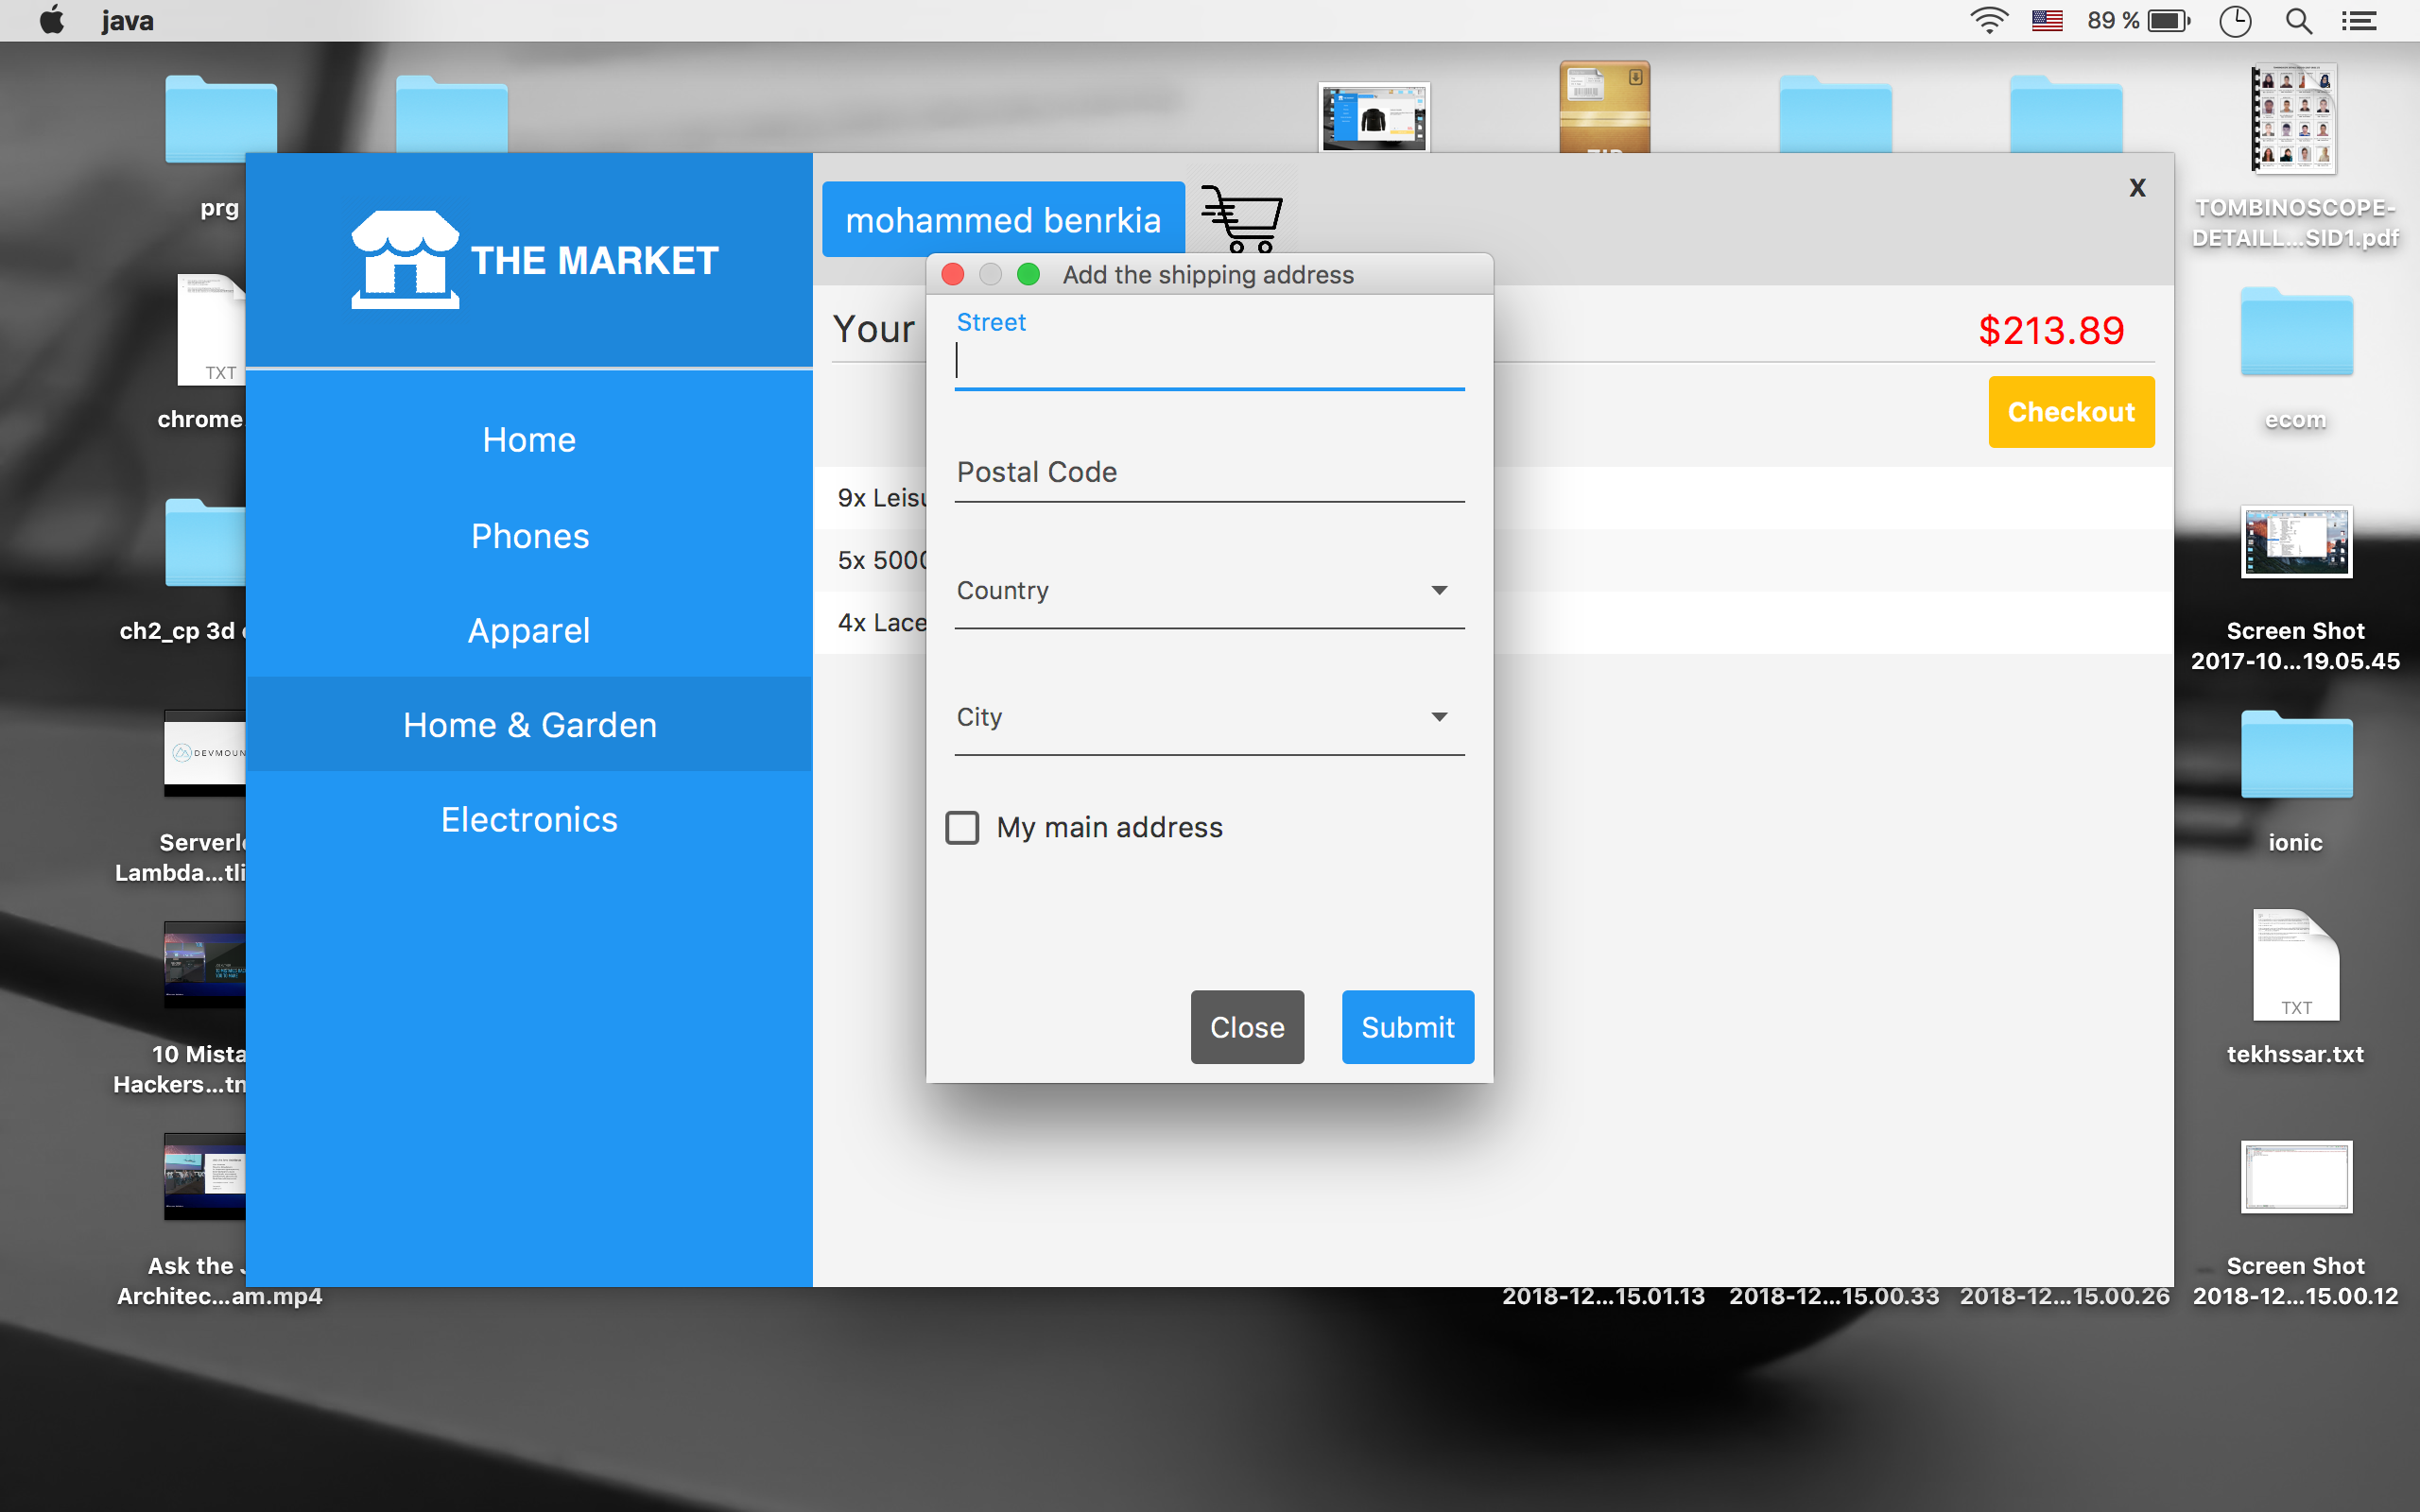 java
89 %
prg
TOMBINOSCOPE-
DETAILL...SID1.pdf
THE MARKET
mohammed benrkia
x
Add the shipping address
Street
Your
$213.89
TXT
chrome.
ecom
Checkout
Home
Postal Code
9x Leisu
Phones
5x 5000
Country
ch2_cp 3d
Apparel
4x Lace
Screen Shot
2017-10...19.05.45
Home & Garden
City
DEVMOUN
Electronics
My main address
Serverle
Lambda...tli
ionic
Close
Submit
TXT
10 Mista
Hackers...tn
tekhssar.txt
Ask the
Architec...am.mp4
Screen Shot
2018-12...15.01.13
2018-12...15.00.33
2018-12...15.00.26
2018-12...15.00.12